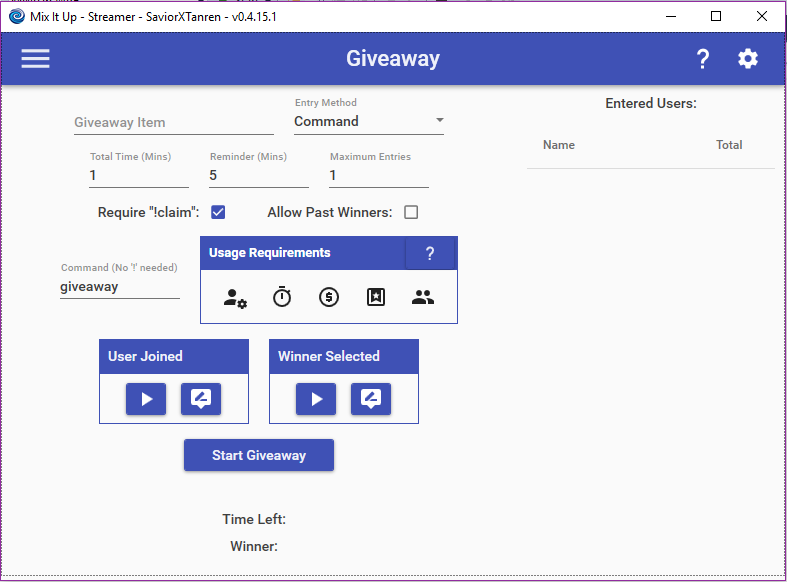 Mix It Up - Streamer - SaviorXTanren - v0.4.15.1
Giveaway
?
Giveaway Item
Entry Method
Command
Entered Users:
Name Total
Total Time (Mins) Reminder (Mins) Maximum Entries
1 5 1
Require "!claim": Allow Past Winners:
Command (No '!' needed)
giveaway
Usage Requirements ?
User Joined Winner Selected
Start Giveaway
Time Left:
Winner: